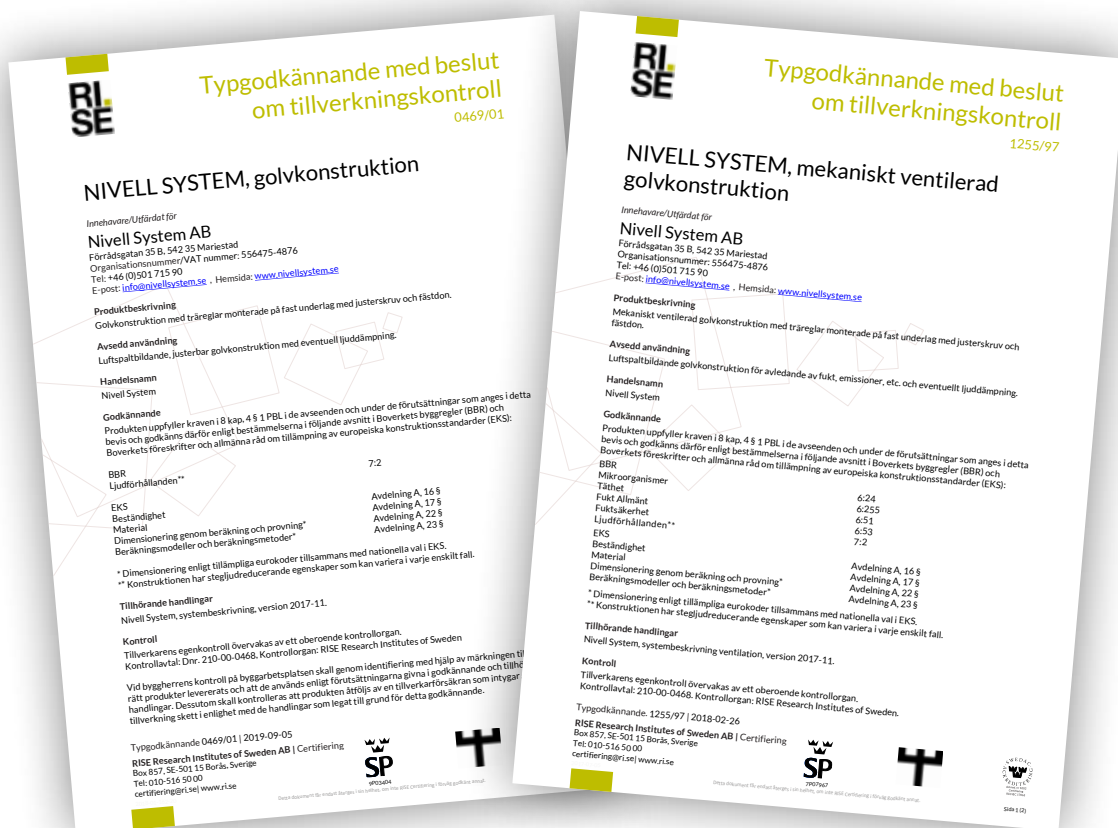 RI.
SE
Typgodkännande med beslut
om tillverkningskontroll
0469/01
NIVELL SYSTEM, golvkonstruktion
Innehavare/Utfärdat för
Nivell System AB
Förrådsgatan 35 B, 542 35 Mariestad
Organisationsnummer/VAT nummer: 556475-4876
Tel: +46 (0)501 715 90
E-post: info@nivellsystem.se , Hemsida: www.nivellsystem.se
Produktbeskrivning
Golvkonstruktion med träreglar monterade på fast underlag med justerskruv och fästdon.
Avsedd användning
Luftspaltbildande, justerbar golvkonstruktion med eventuell ljuddämpning.
Handelsnamn
Nivell System
Godkännande
Produkten uppfyller kraven i 8 kap. 4 § 1 PBL i de avseenden och under de förutsättningar som anges i detta
bevis och godkänns därför enligt bestämmelserna i följande avsnitt i Boverkets byggregler (BBR) och
Boverkets föreskrifter och allmänna råd om tillämpning av europeiska konstruktionsstandarder (EKS):
BBR
Ljudförhållanden** 7:2
EKS
Beständighet Avdelning A, 16 §
Material Avdelning A, 17 §
Dimensionering genom beräkning och provning* Avdelning A, 22 §
Beräkningsmodeller och beräkningsmetoder* Avdelning A, 23 §
* Dimensionering enligt tillämpliga eurokoder tillsammans med nationella val i EKS.
** Konstruktionen har stegljudreducerande egenskaper som kan variera i varje enskilt fall.
Tillhörande handlingar
Nivell System, systembeskrivning, version 2017-11.
Kontroll
Tillverkarens egenkontroll övervakas av ett oberoende kontrollorgan.
Kontrollavtal: Dnr. 210-00-0468. Kontrollorgan: RISE Research Institutes of Sweden
Vid byggherrens kontroll på byggarbetsplatsen skall genom identifiering med hjälp av märkningen til
rätt produkter levererats och att de används enligt förutsättningarna givna i godkännande och tillhö
handlingar. Dessutom skall kontrolleras att produkten åtföljs av en tillverkarförsäkran som intygar
tillverkning skett i enlighet med de handlingar som legat till grund för detta godkännande.
Typgodkännande 0469/01 | 2019-09-05
RISE Research Institutes of Sweden AB | Certifiering
Box 857, SE-501 15 Borås, Sverige
Tel: 010-516 50 00
certifiering@ri.se| www.ri.se
SP
9P03404
RI.
SE
Typgodkännande med beslut
om tillverkningskontroll
1255/97
NIVELL SYSTEM, mekaniskt ventilerad
golvkonstruktion
Innehavare/Utfärdat för
Nivell System AB
Förrådsgatan 35 B, 542 35 Mariestad
Organisationsnummer: 556475-4876
Tel: +46 (0)501 715 90
E-post: info@nivellsystem.se , Hemsida: www.nivellsystem.se
Produktbeskrivning
Mekaniskt ventilerad golvkonstruktion med träreglar monterade på fast underlag med justerskruv och
fästdon.
Avsedd användning
Luftspaltbildande golvkonstruktion för avledande av fukt, emissioner, etc. och eventuellt ljuddämpning.
Handelsnamn
Nivell System
Godkännande
Produkten uppfyller kraven i 8 kap, 4 § 1 PBL i de avseenden och under de förutsättningar som anges i detta
bevis och godkänns därför enligt bestämmelserna i följande avsnitt i Boverkets byggregler (BBR) och
Boverkets föreskrifter och allmänna råd om tillämpning av europeiska konstruktionsstandarder (EKS):
BBR
Mikroorganismer 6:24
Täthet 6:255
Fukt Allmänt 6:51
Fuktsäkerhet 6:53
Ljudförhållanden** 7:2
EKS
Beständighet Avdelning A, 16 §
Material Avdelning A, 17 §
Dimensionering genom beräkning och provning* Avdelning A, 22 §
Beräkningsmodeller och beräkningsmetoder* Avdelning A, 23 §
* Dimensionering enligt tillämpliga eurokoder tillsammans med nationella val i EKS.
** Konstruktionen har stegljudreducerande egenskaper som kan variera i varje enskilt fall.
Tillhörande handlingar
Nivell System, systembeskrivning ventilation, version 2017-11.
Kontroll
Tillverkarens egenkontroll övervakas av ett oberoende kontrollorgan.
Kontrollavtal: 210-00-0468. Kontrollorgan: RISE Research Institutes of Sweden.
Typgodkännande. 1255/97 | 2018-02-26
RISE Research Institutes of Sweden AB | Certifiering
Box 857, SE-501 15 Borås, Sverige
Tel: 010-516 50 00
certifiering@ri.se| www.ri.se
SP
7P07967
Sida 1 (2)